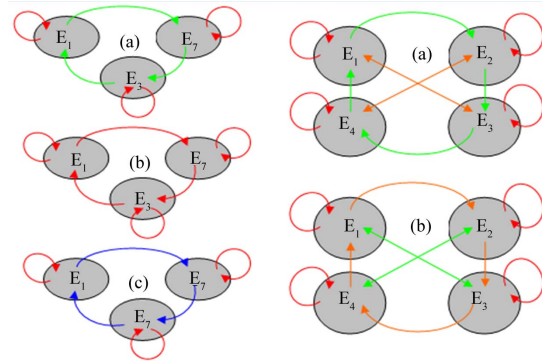 E1 (a) E7
E3
E1 (b) E7
E3
E1 (c) E7
E7
E1 (a) E2
E4 E3
E1 (b) E2
E4 E3